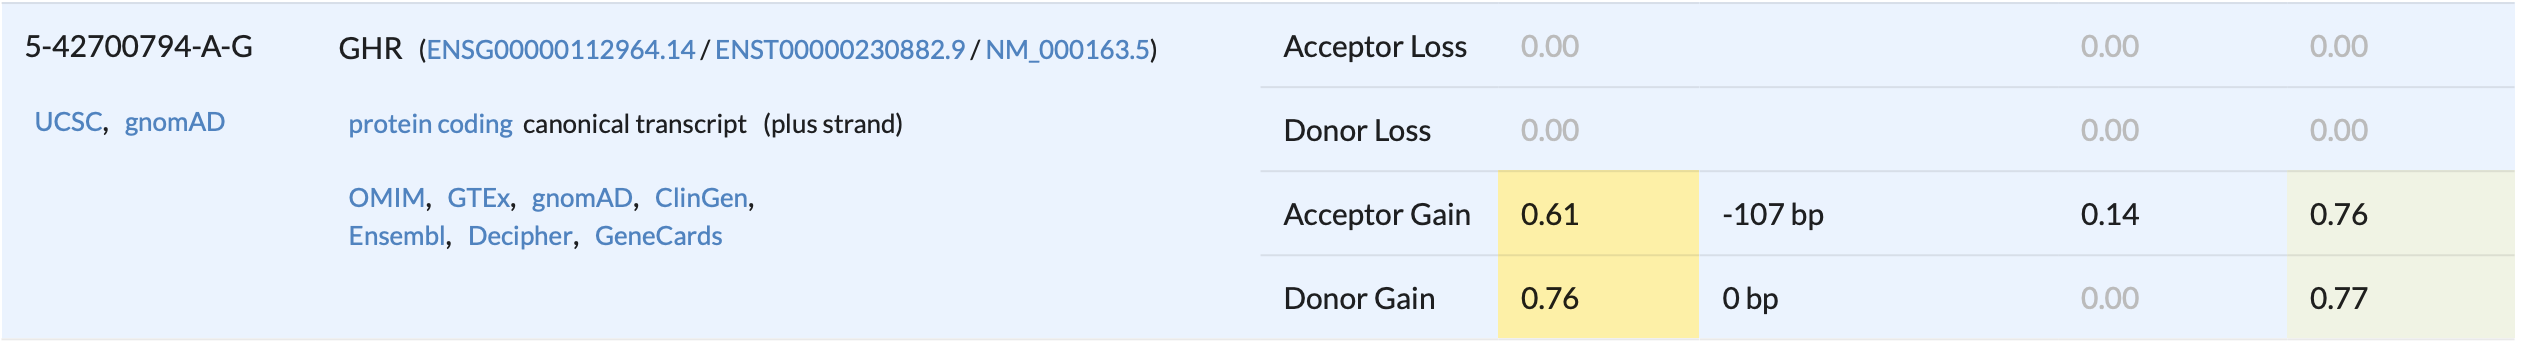 5-42700794-A-G
UCSC, gnomAD
GHR (ENSG00000112964.14 / ENST00000230882.9 / NM_000163.5)
protein coding canonical transcript (plus strand)
OMIM, GTEx, gnomAD, ClinGen,
Ensembl, Decipher, GeneCards
Acceptor Loss 0.00 0.00 0.00
Donor Loss 0.00 0.00 0.00
Acceptor Gain 0.61 -107 bp 0.14 0.76
Donor Gain 0.76 0 bp 0.00 0.77